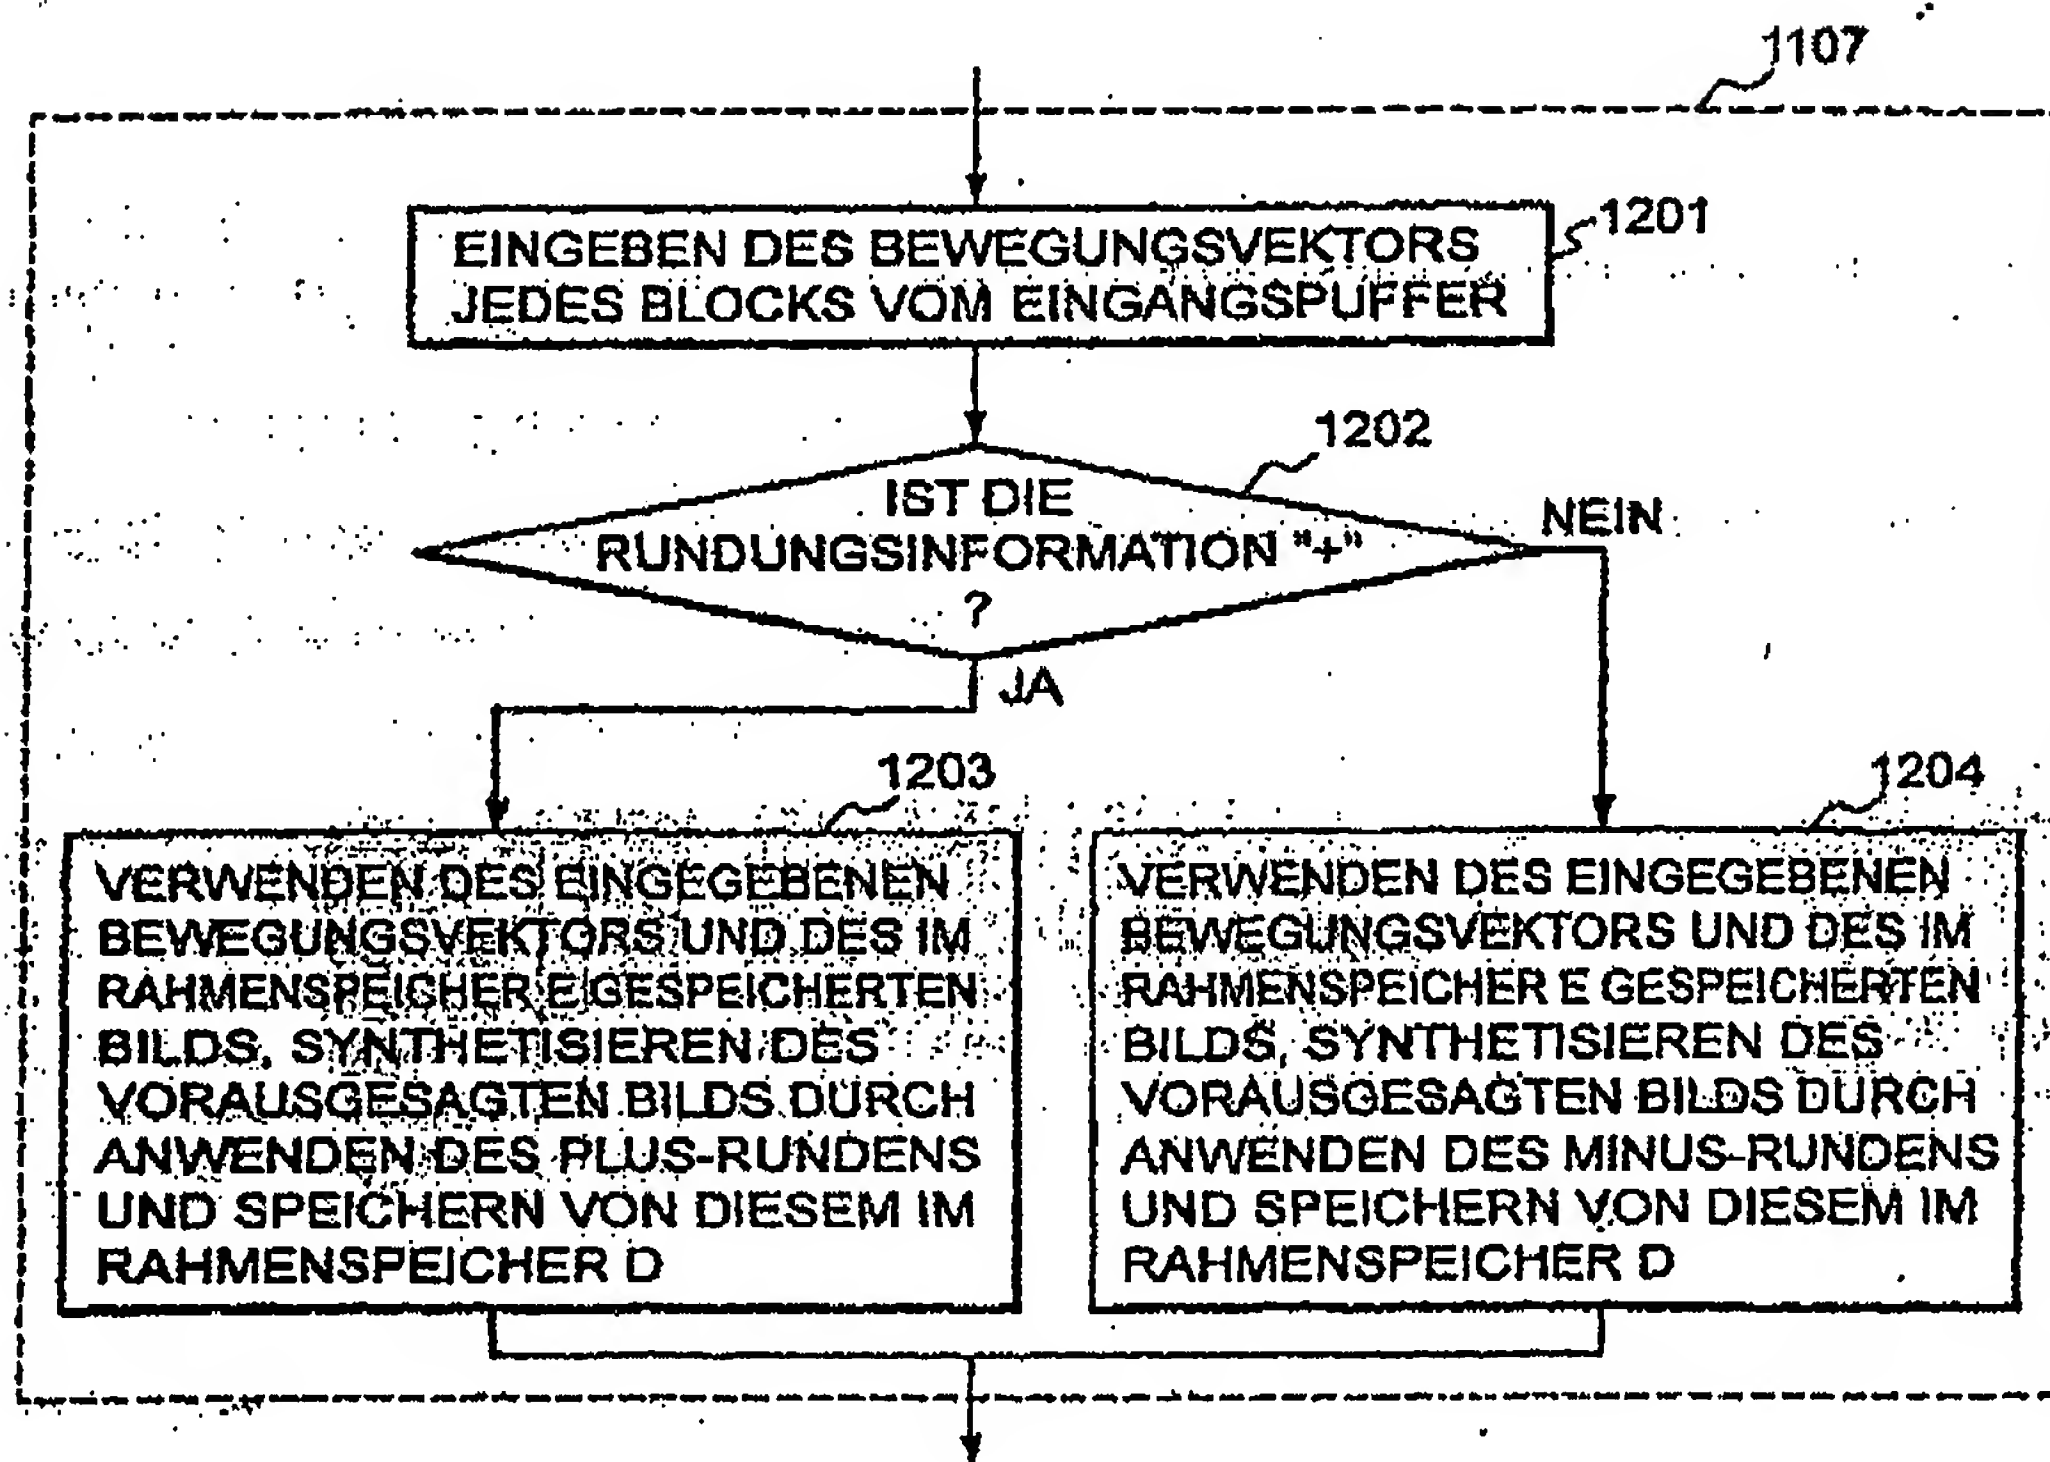 1107
EINGEBEN DES BEWEGUNGSVEKTORS
JEDES BLOCKS VOM EINGANGSPUFFER
1201
1202
IST DIE
RUNDUNGSINFORMATION "+"
?
NEIN
JA
1203
VERWENDEN DES EINGEGEBENEN
BEWEGUNGSVEKTORS UND DES IM
RAHMENSPEICHER E GESPEICHERTEN
BILDS, SYNTHETISIEREN DES
VORAUSGESAGTEN BILDS DURCH
ANWENDEN DES PLUS-RUNDENS
UND SPEICHERN VON DIESEM IM
RAHMENSPEICHER D
1204
VERWENDEN DES EINGEGEBENEN
BEWEGUNGSVEKTORS UND DES IM
RAHMENSPEICHER E GESPEICHERTEN
BILDS, SYNTHETISIEREN DES
VORAUSGESAGTEN BILDS DURCH
ANWENDEN DES MINUS-RUNDENS
UND SPEICHERN VON DIESEM IM
RAHMENSPEICHER D